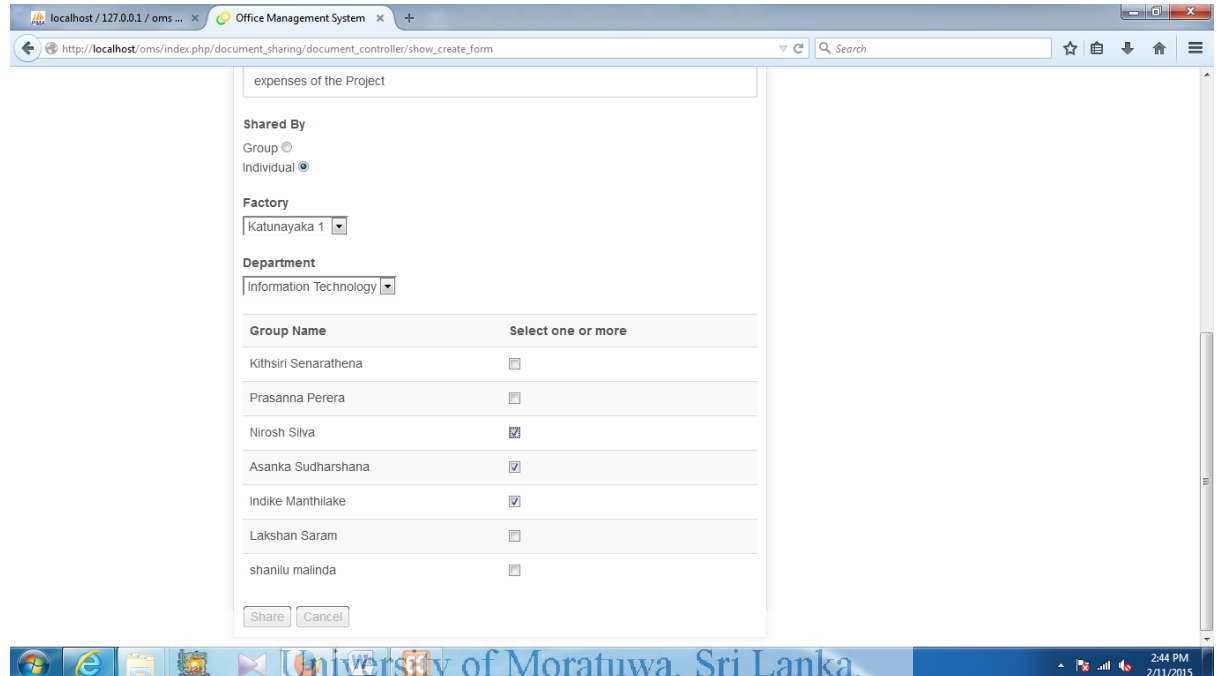 localhost / 127.0.0.1 / oms ... × Office Management System × +
http://localhost/oms/index.php/document_sharing/document_controller/show_create_form Search
expenses of the Project
Shared By
Group
Individual
Factory
Katunayaka 1
Department
Information Technology
Group Name Select one or more
Kithsiri Senarathena
Prasanna Perera
Nirosh Silva
Asanka Sudharshana
Indike Manthilake
Lakshan Saram
shanilu malinda
Share Cancel
University of Moratuwa, Sri Lanka.
2:44 PM
2/11/2015